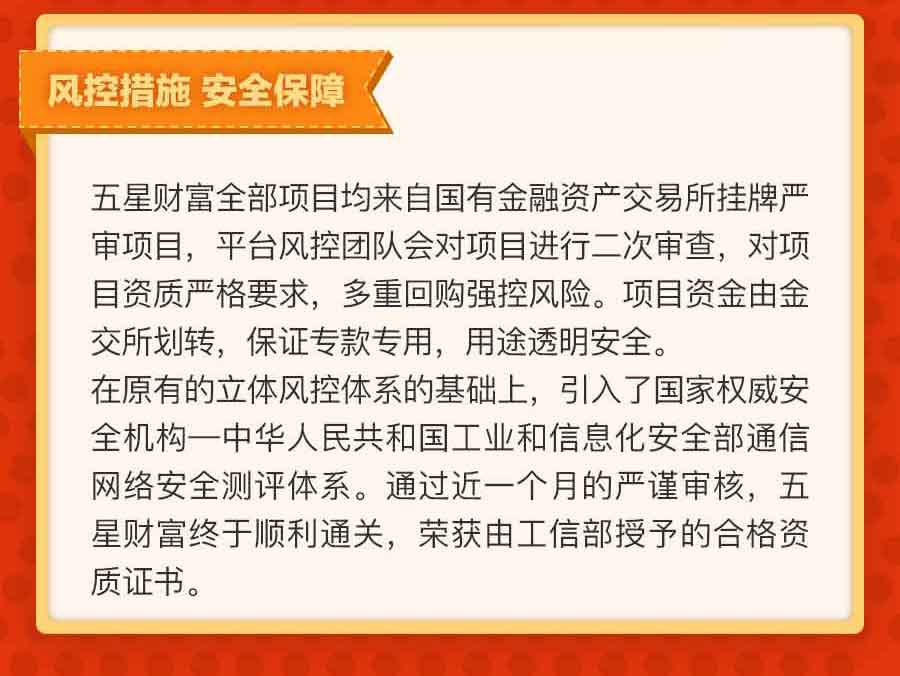 风控措施 安全保障
五星财富全部项目均来自国有金融资产交易所挂牌严
审项目，平台风控团队会对项目进行二次审查，对项
目资质严格要求，多重回购强控风险。项目资金由金
交所划转，保证专款专用，用途透明安全。
在原有的立体风控体系的基础上，引入了国家权威安
全机构—中华人民共和国工业和信息化安全部通信
网络安全测评体系。通过近一个月的严谨审核，五
星财富终于顺利通关，荣获由工信部授予的合格资
质证书。